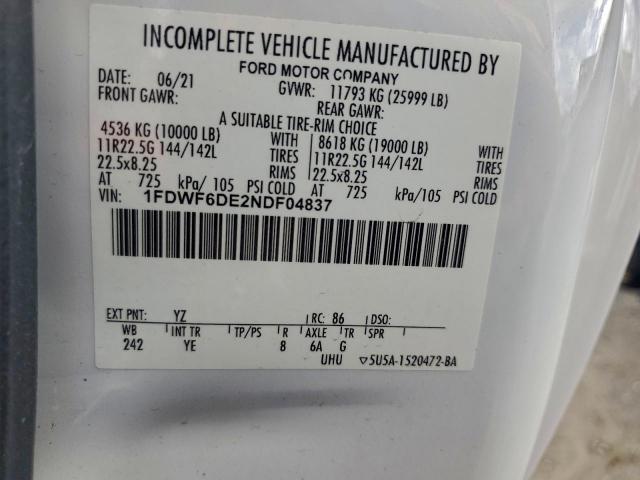 INCOMPLETE VEHICLE MANUFACTURED BY
FORD MOTOR COMPANY
DATE: 06/21 GVWR: 11793 KG (25999 LB)
FRONT GAWR: REAR GAWR:
A SUITABLE TIRE-RIM CHOICE
4536 KG (10000 LB) WITH 8618 KG (19000 LB) WITH
11R22.5G 144/142L TIRES 11R22.5G 144/142L TIRES
22.5x8.25 RIMS 22.5x8.25 RIMS
AT 725 kPa/ 105 PSI COLD AT 725 kPa/105 PSI COLD
VIN: 1FDWF6DE2NDF04837
EXT PNT: YZ RC: 86 DSO:
WB INT TR TP/PS R AXLE TR SPR
242 YE 8 6A G
UHU ▽5U5A-1520472-BA